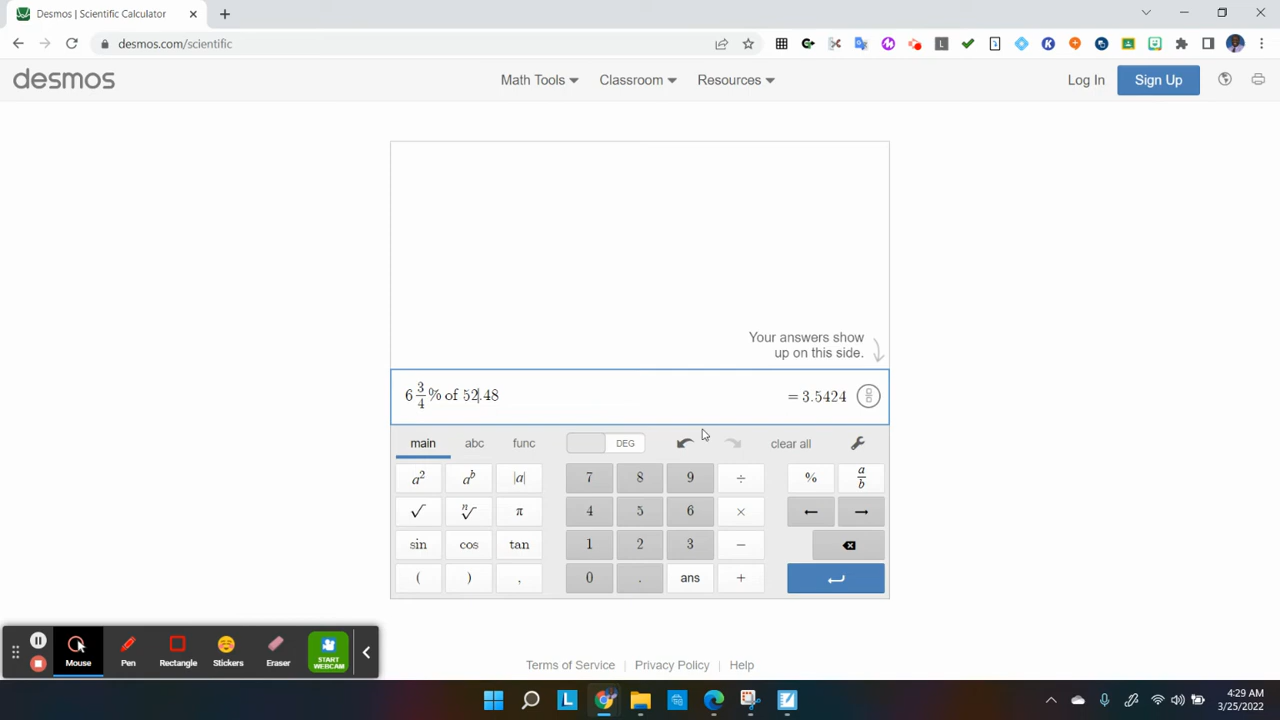 Desmos | Scientific Calculator
desmos.com/scientific
desmos
Math Tools
Classroom
Resources
Log In
Sign Up
Your answers show
up on this side.
6 3/4 % of 52.48
= 3.5424
main
abc
func
DEG
clear all
a² aᵇ |a| 7 8 9 ÷ % a/b
√ ⁿ√ π 4 5 6 × ← →
sin cos tan 1 2 3 −
( ) , 0 . ans +
Mouse
Pen
Rectangle
Stickers
Eraser
START
WEBCAM
Terms of Service | Privacy Policy | Help
4:29 AM
3/25/2022